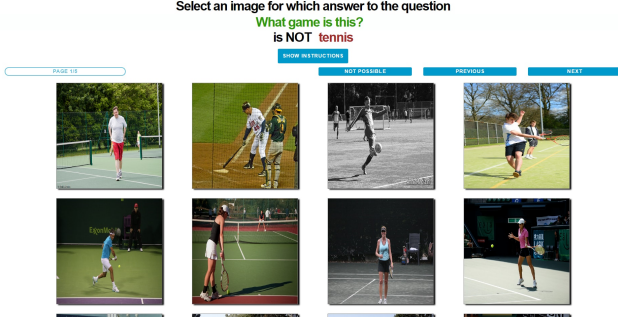 Select an image for which answer to the question
What game is this?
is NOT tennis
SHOW INSTRUCTIONS
PAGE 1/8
NOT POSSIBLE
PREVIOUS
NEXT